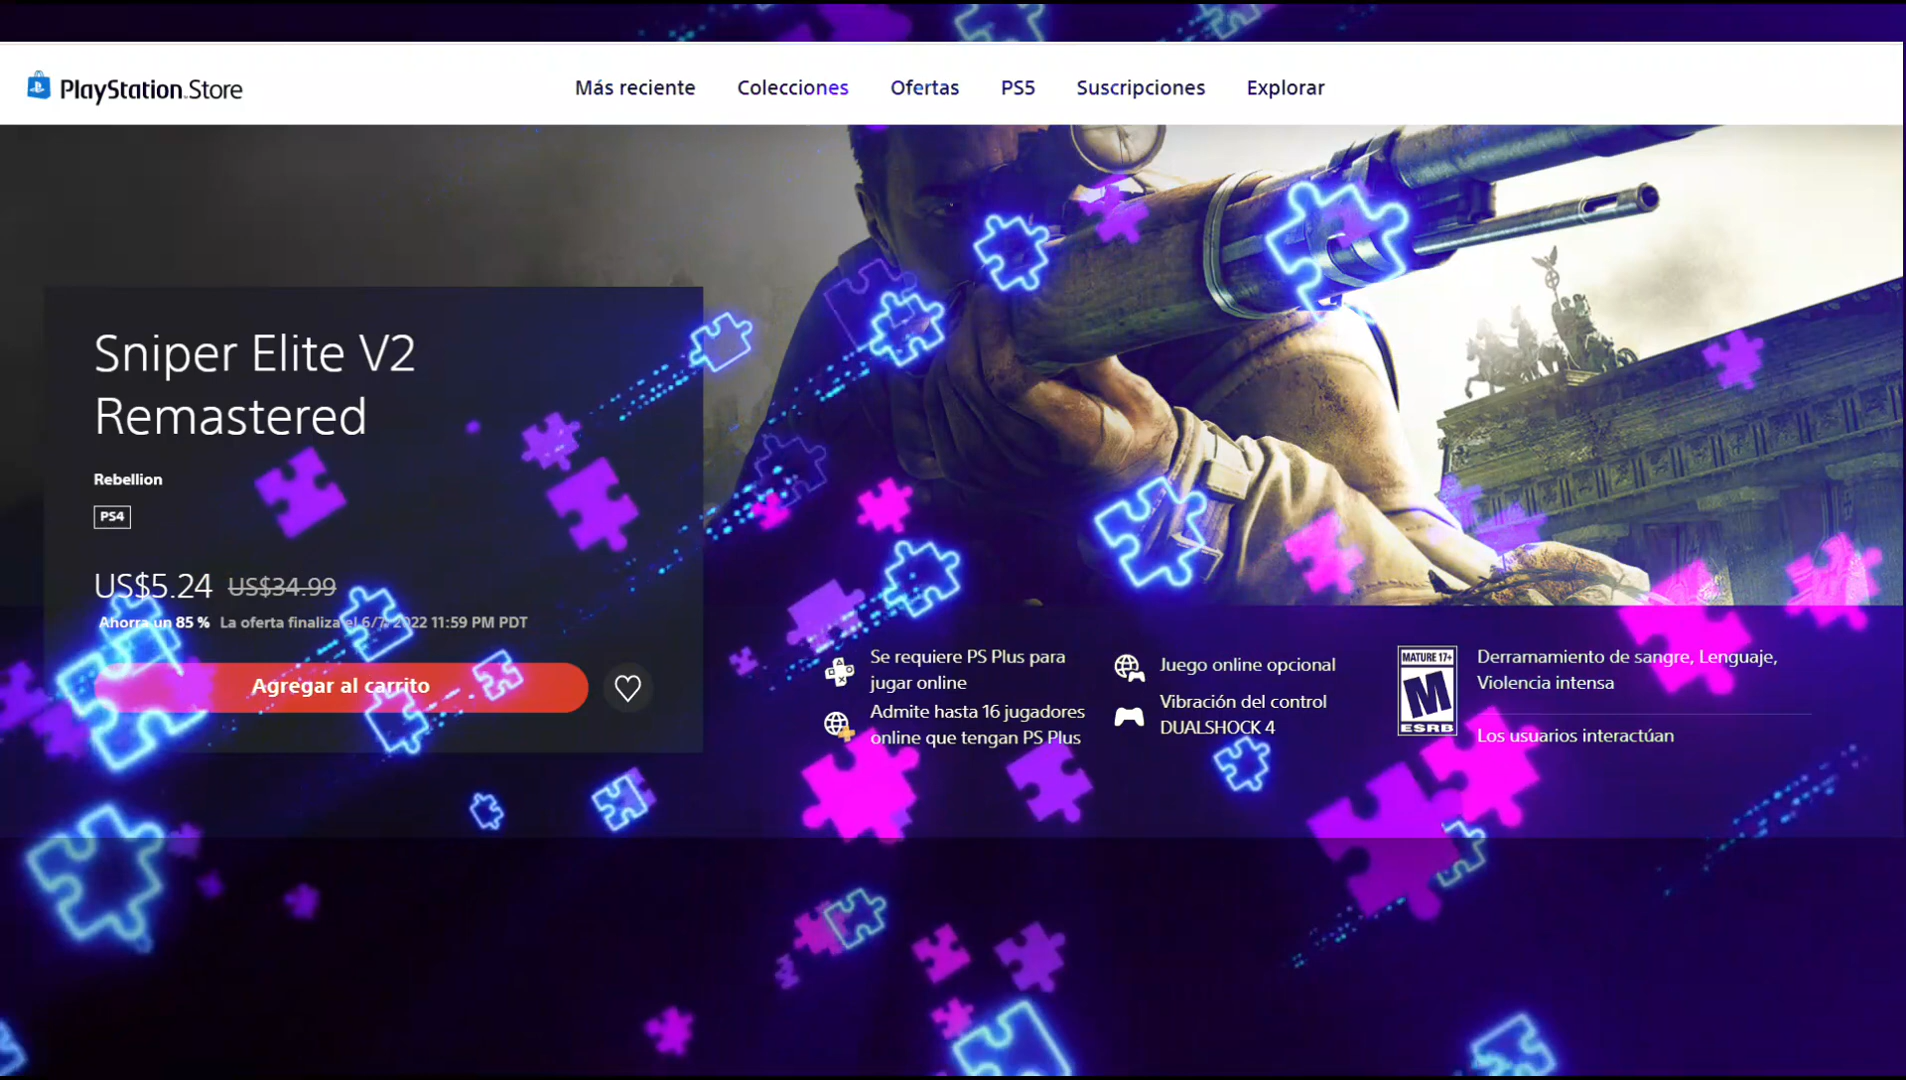 PlayStation Store
Más reciente
Colecciones
Ofertas
PS5
Suscripciones
Explorar
Sniper Elite V2
Remastered
Rebellion
PS4
US$5.24 US$34.99
Ahorra un 85 % La oferta finaliza el 6/7/2022 11:59 PM PDT
Agregar al carrito
Se requiere PS Plus para
jugar online
Admite hasta 16 jugadores
online que tengan PS Plus
Juego online opcional
Vibración del control
DUALSHOCK 4
MATURE 17+
M
ESRB
Derramamiento de sangre, Lenguaje,
Violencia intensa
Los usuarios interactúan